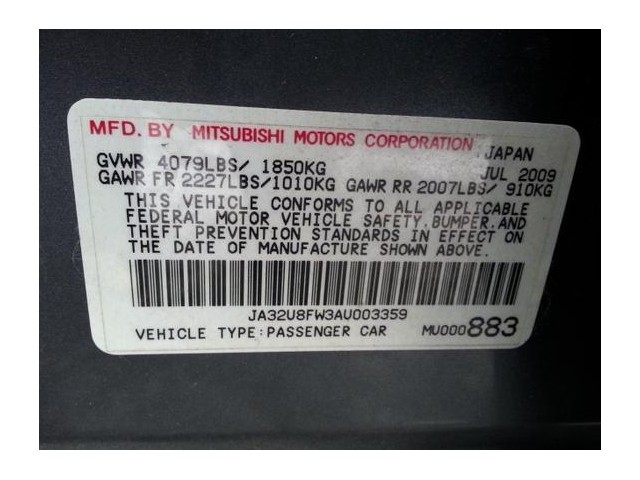 MFD. BY MITSUBISHI MOTORS CORPORATION, JAPAN
GVWR 4079LBS/ 1850KG JUL 2009
GAWR FR 2227LBS/1010KG GAWR RR 2007LBS/ 910KG
THIS VEHICLE CONFORMS TO ALL APPLICABLE
FEDERAL MOTOR VEHICLE SAFETY,BUMPER,AND
THEFT PREVENTION STANDARDS IN EFFECT ON
THE DATE OF MANUFACTURE SHOWN ABOVE.
JA32U8FW3AU003359
VEHICLE TYPE:PASSENGER CAR MU000883